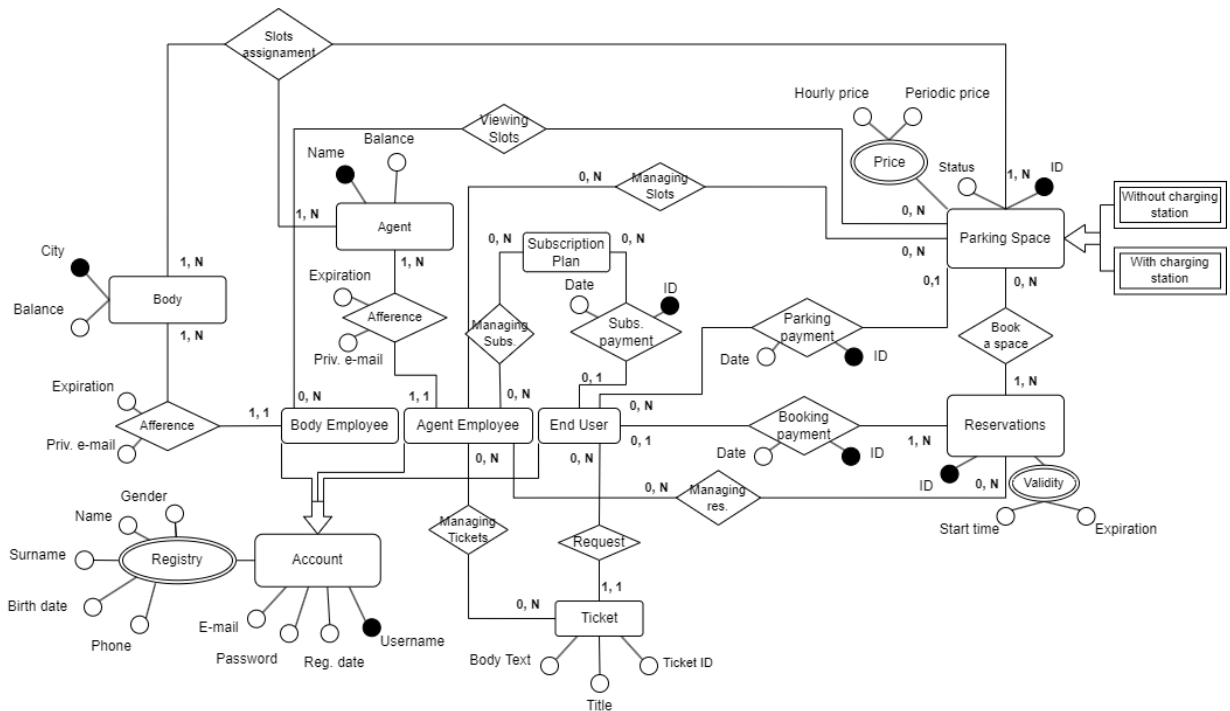 Slots
assignament
Hourly price
Periodic price
Viewing
Slots
Balance
Name
Price
Status
ID
Managing
Slots
0, N
1, N
Without charging
station
1, N
Agent
0, N
Subscription
Plan
0, N
0, N
Parking Space
City
1, N
1, N
0, N
With charging
station
Expiration
Date
ID
0,1
0, N
Body
Balance
Afference
Managing
Subs.
Subs.
payment
Parking
payment
Book
a space
1, N
Priv. e-mail
Date
ID
Expiration
0, 1
0, N
1, 1
0, N
0, N
1, N
Afference
1, 1
Body Employee
Agent Employee
End User
Booking
payment
Reservations
Priv. e-mail
0, 1
1, N
0, N
0, N
Date
ID
ID
0, N
0, N
Validity
Managing
res.
Gender
Name
Start time
Expiration
Managing
Tickets
Request
Surname
Registry
Account
1, 1
Birth date
0, N
Ticket
Phone
E-mail
Username
Password
Reg. date
Body Text
Ticket ID
Title